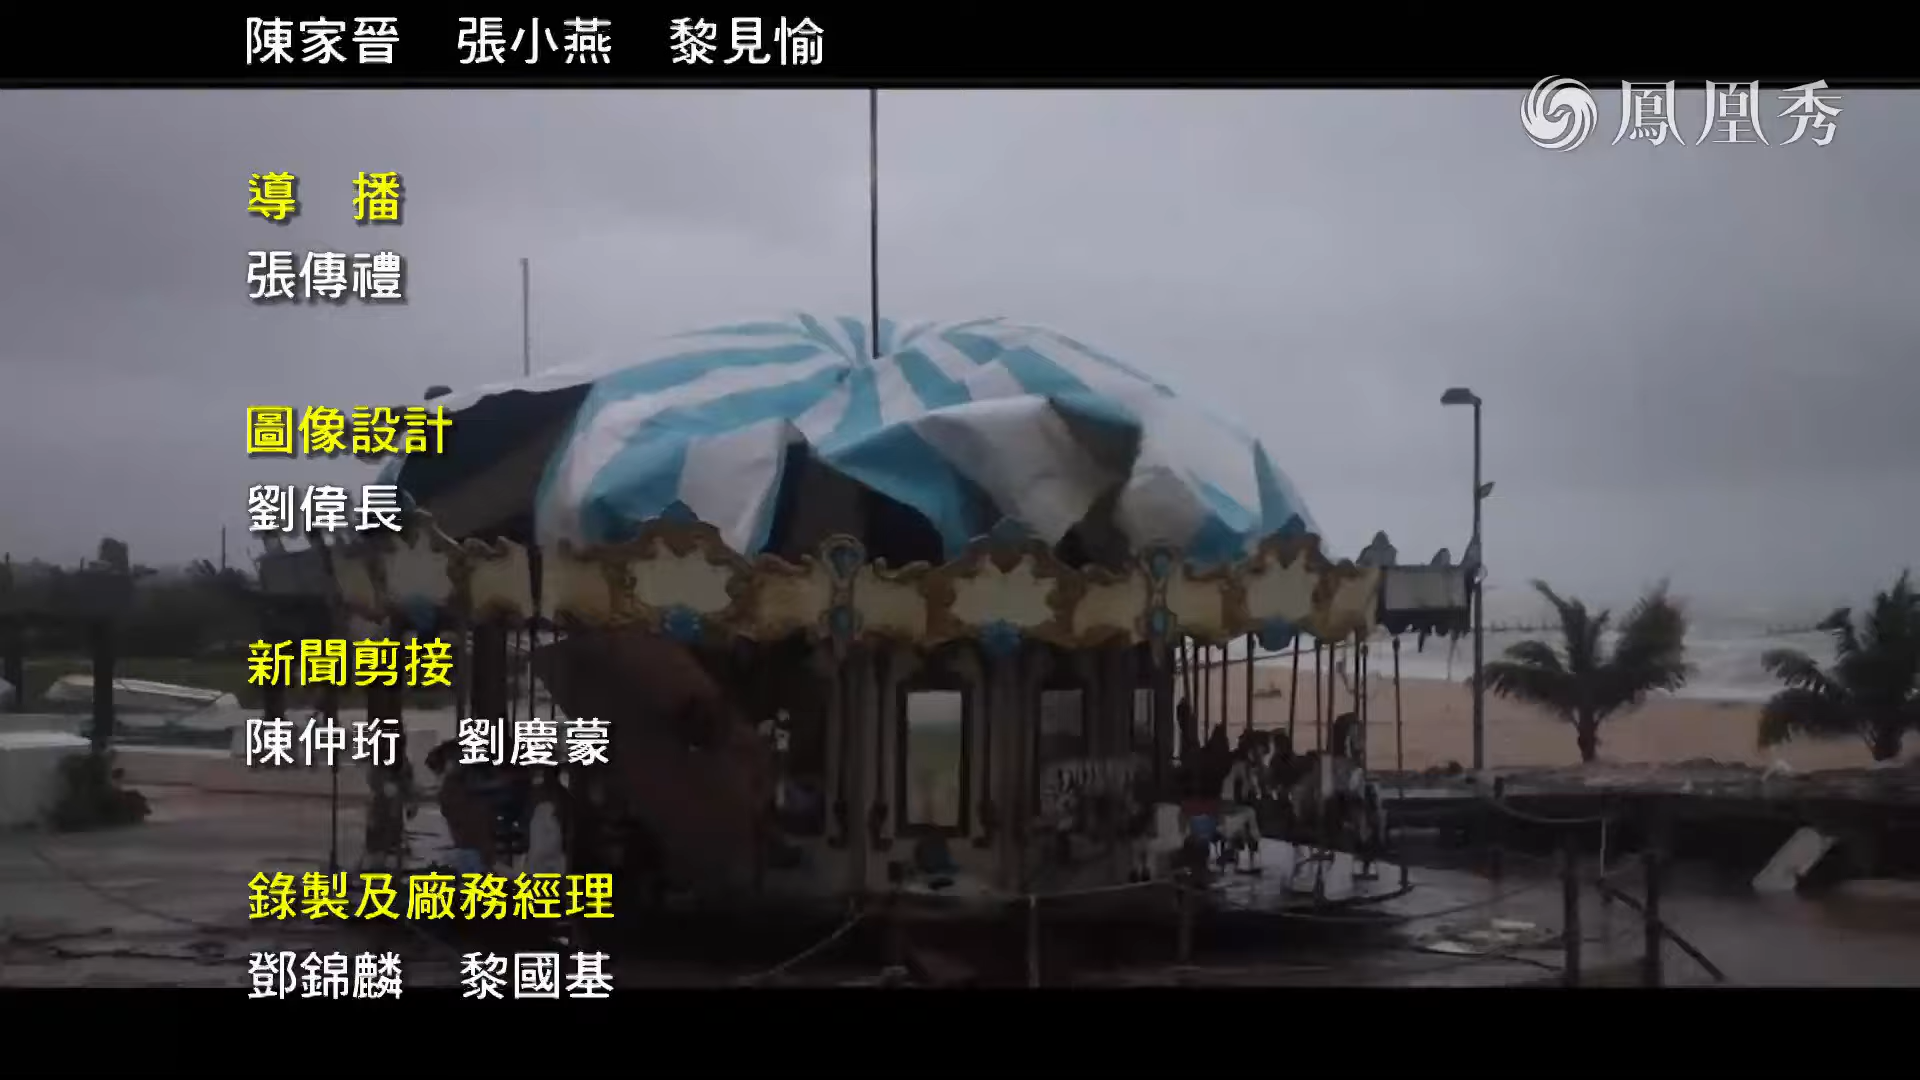 陳家晉　張小燕　黎見愉
鳳凰秀
導　播
張傳禮
圖像設計
劉偉長
新聞剪接
陳仲珩　劉慶蒙
錄製及廠務經理
鄧錦麟　黎國基